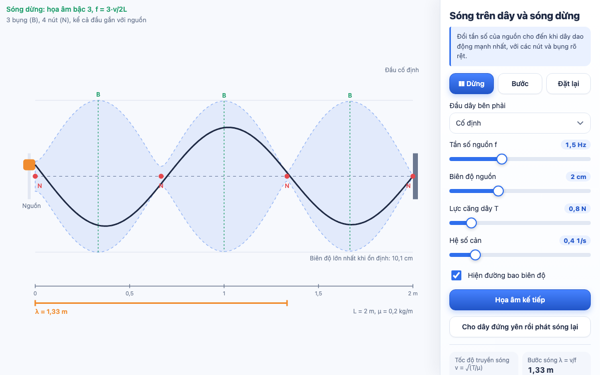 Sóng dừng: họa âm bậc 3, f = 3·v/2L
3 bụng (B), 4 nút (N), kể cả đầu gắn với nguồn
Đầu cố định
B
B
B
N
N
N
N
Nguồn
Biên độ lớn nhất khi ổn định: 10,1 cm
0
0,5
1
1,5
2 m
λ = 1,33 m
L = 2 m, μ = 0,2 kg/m
Sóng trên dây và sóng dừng
Đổi tần số của nguồn cho đến khi dây dao
động mạnh nhất, với các nút và bụng rõ
rệt.
Dừng
Bước
Đặt lại
Đầu dây bên phải
Cố định
Tần số nguồn f
1,5 Hz
Biên độ nguồn
2 cm
Lực căng dây T
0,8 N
Hệ số cản
0,4 1/s
Hiện đường bao biên độ
Họa âm kế tiếp
Cho dây đứng yên rồi phát sóng lại
Tốc độ truyền sóng
v = √(T/μ)
Bước sóng λ = v/f
1,33 m